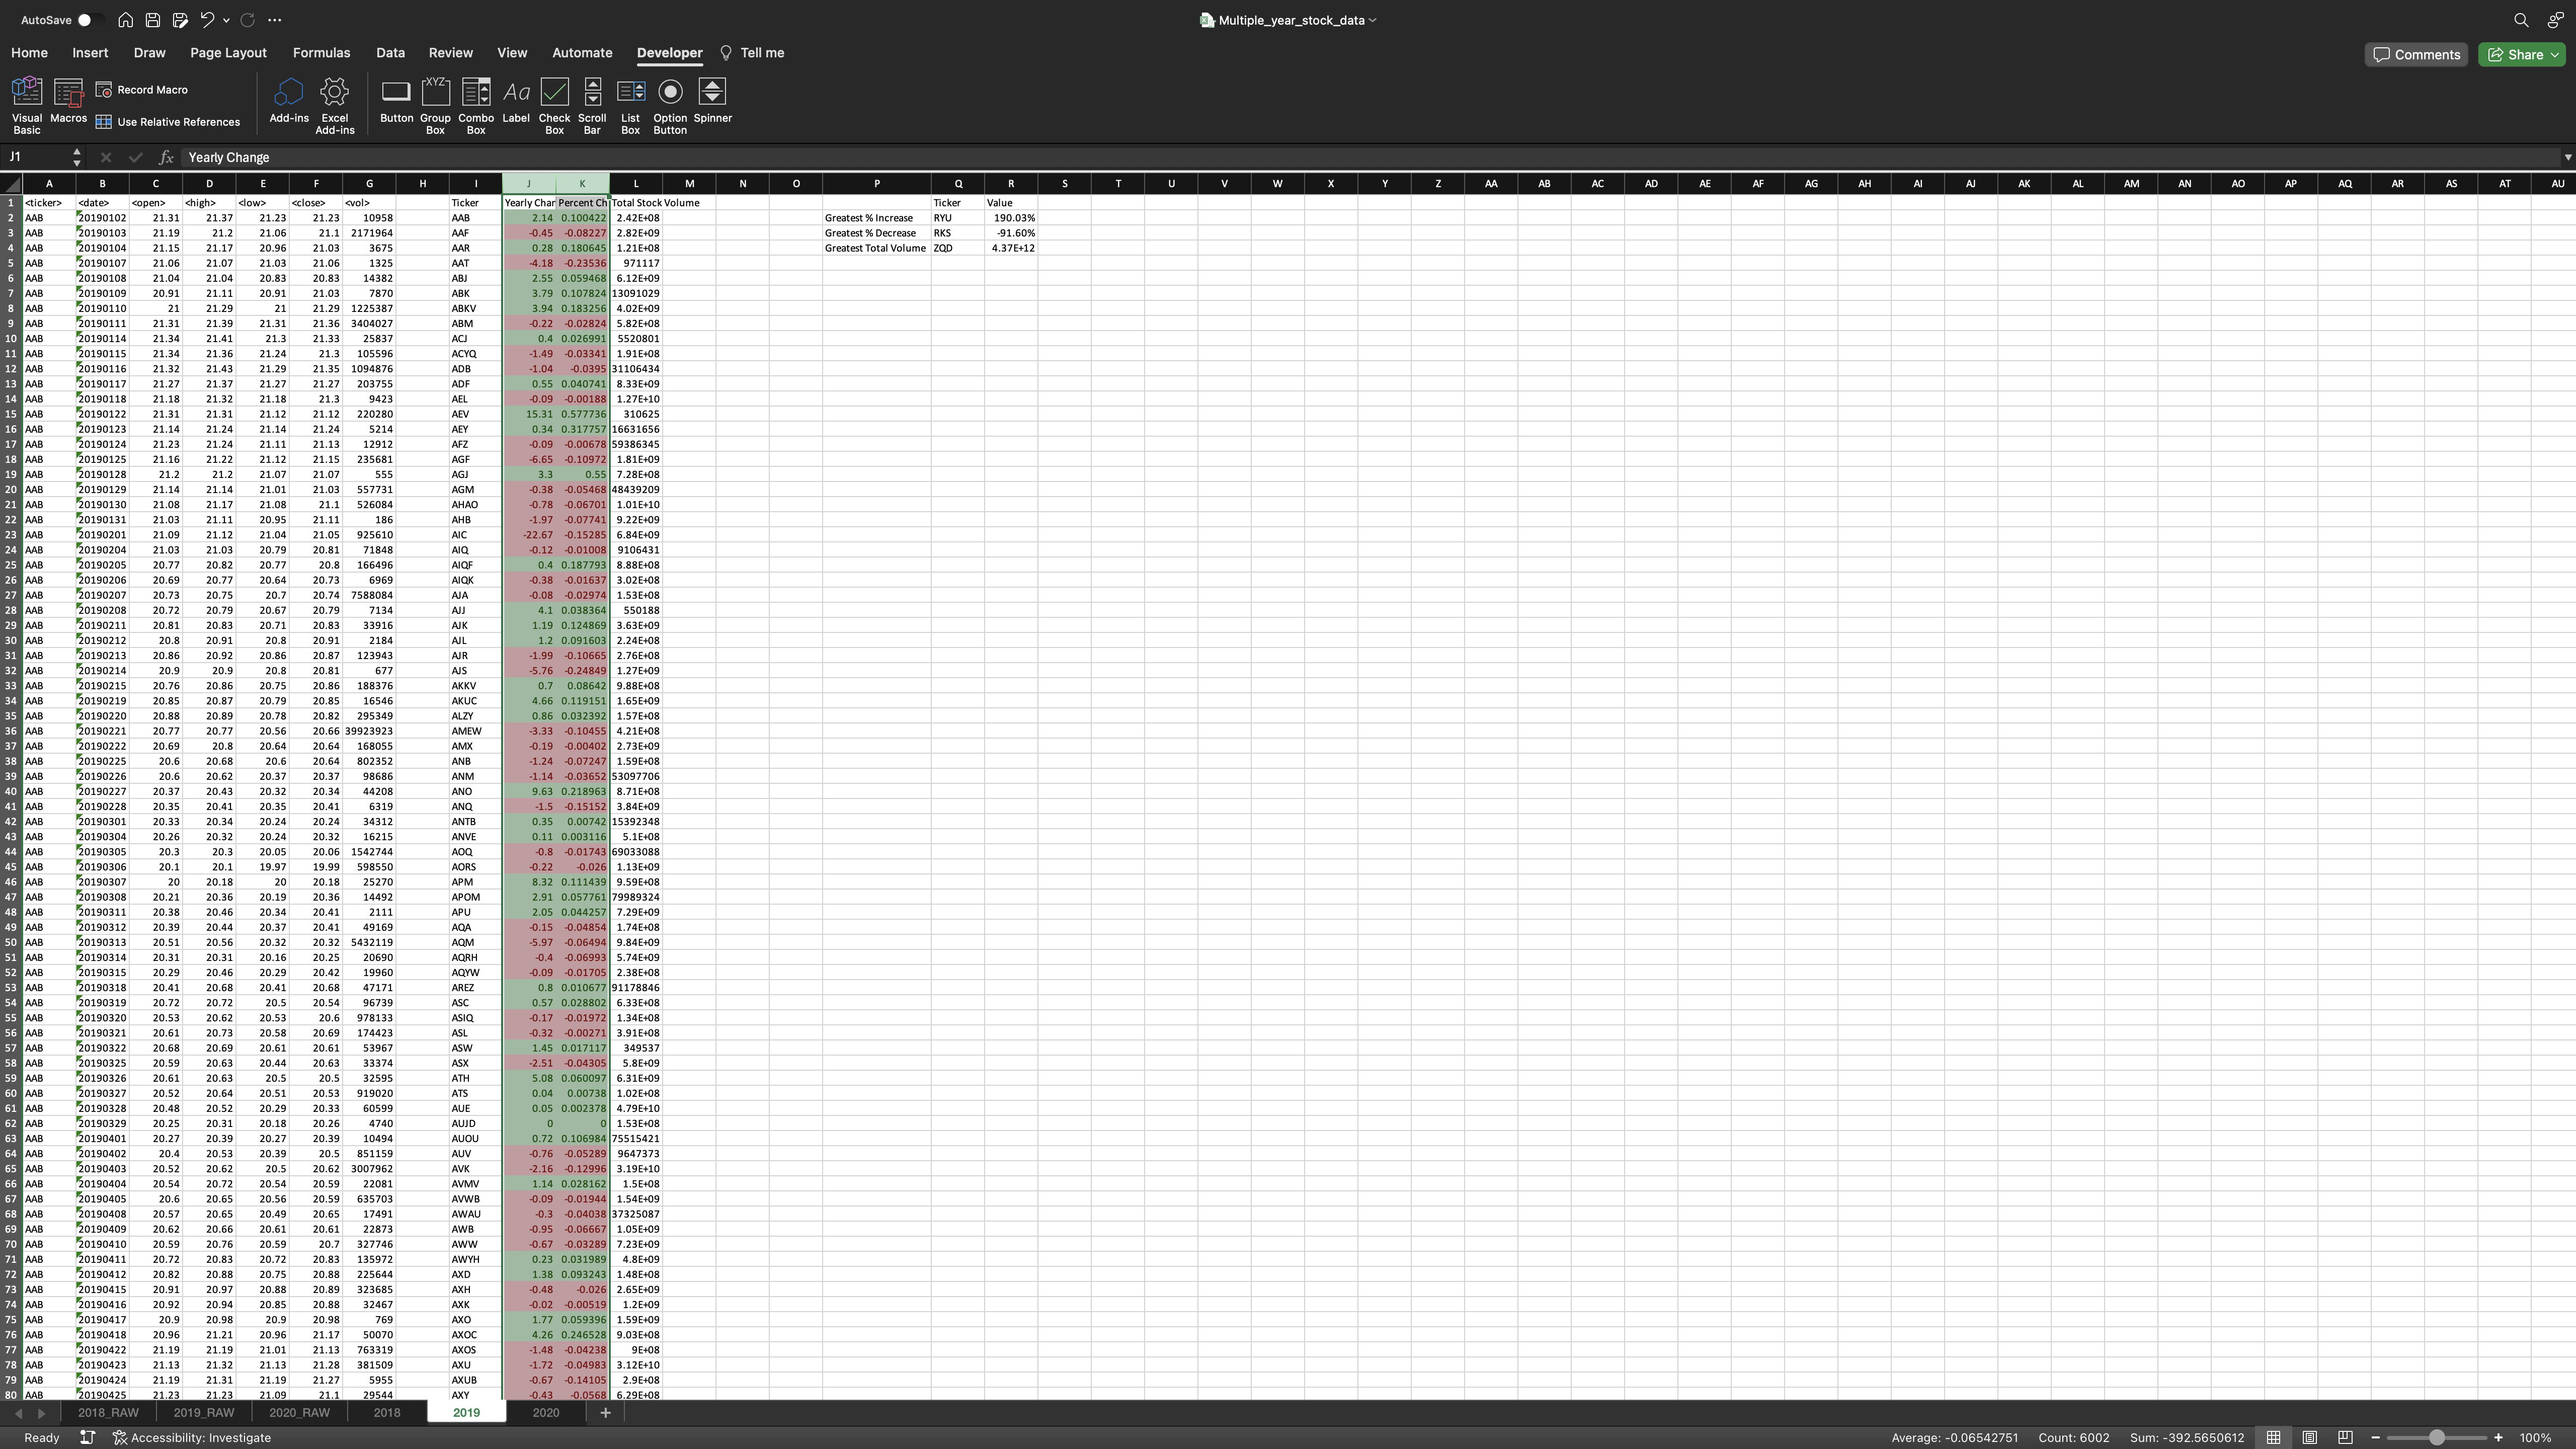 AutoSave
Multiple_year_stock_data
Home Insert Draw Page Layout Formulas Data Review View Automate Developer Tell me
Comments Share
Visual Basic Macros Record Macro Use Relative References Add-ins Excel Add-ins Button Group Box Combo Box Label Check Box Scroll Bar List Box Option Button Spinner
J1 fx Yearly Change
A B C D E F G H I J K L M N O P Q R S T U V W X Y Z AA AB AC AD AE AF AG AH AI AJ AK AL AM AN AO AP AQ AR AS AT AU
1 <ticker> <date> <open> <high> <low> <close> <vol> Ticker Yearly Char Percent Ch Total Stock Volume Ticker Value
2 AAB 20190102 21.31 21.37 21.23 21.23 10958 AAB 2.14 0.100422 2.42E+08 Greatest % Increase RYU 190.03%
3 AAB 20190103 21.19 21.2 21.06 21.1 2171964 AAF -0.45 -0.08227 2.82E+09 Greatest % Decrease RKS -91.60%
4 AAB 20190104 21.15 21.17 20.96 21.03 3675 AAR 0.28 0.180645 1.21E+08 Greatest Total Volume ZQD 4.37E+12
5 AAB 20190107 21.06 21.07 21.03 21.06 1325 AAT -4.18 -0.23536 971117
6 AAB 20190108 21.04 21.04 20.83 20.83 14382 ABJ 2.55 0.059468 6.12E+09
7 AAB 20190109 20.91 21.11 20.91 21.03 7870 ABK 3.79 0.107824 13091029
8 AAB 20190110 21 21.29 21 21.29 1225387 ABKV 3.94 0.183256 4.02E+09
9 AAB 20190111 21.31 21.39 21.31 21.36 3404027 ABM -0.22 -0.02824 5.82E+08
10 AAB 20190114 21.34 21.41 21.3 21.33 25837 ACJ 0.4 0.026991 5520801
11 AAB 20190115 21.34 21.36 21.24 21.3 105596 ACYQ -1.49 -0.03341 1.91E+08
12 AAB 20190116 21.32 21.43 21.29 21.35 1094876 ADB -1.04 -0.0395 31106434
13 AAB 20190117 21.27 21.37 21.27 21.27 203755 ADF 0.55 0.040741 8.33E+09
14 AAB 20190118 21.18 21.32 21.18 21.3 9423 AEL -0.09 -0.00188 1.27E+10
15 AAB 20190122 21.31 21.31 21.12 21.12 220280 AEV 15.31 0.577736 310625
16 AAB 20190123 21.14 21.24 21.14 21.24 5214 AEY 0.34 0.317757 16631656
17 AAB 20190124 21.23 21.24 21.11 21.13 12912 AFZ -0.09 -0.00678 59386345
18 AAB 20190125 21.16 21.22 21.12 21.15 235681 AGF -6.65 -0.10972 1.81E+09
19 AAB 20190128 21.2 21.2 21.07 21.07 555 AGJ 3.3 0.55 7.28E+08
20 AAB 20190129 21.14 21.14 21.01 21.03 557731 AGM -0.38 -0.05468 48439209
21 AAB 20190130 21.08 21.17 21.08 21.1 526084 AHAO -0.78 -0.06701 1.01E+10
22 AAB 20190131 21.03 21.11 20.95 21.11 186 AHB -1.97 -0.07741 9.22E+09
23 AAB 20190201 21.09 21.12 21.04 21.05 925610 AIC -22.67 -0.15285 6.84E+09
24 AAB 20190204 21.03 21.03 20.79 20.81 71848 AIQ -0.12 -0.01008 9106431
25 AAB 20190205 20.77 20.82 20.77 20.8 166496 AIQF 0.4 0.187793 8.88E+08
26 AAB 20190206 20.69 20.77 20.64 20.73 6969 AIQK -0.38 -0.01637 3.02E+08
27 AAB 20190207 20.73 20.75 20.7 20.74 7588084 AJA -0.08 -0.02974 1.53E+08
28 AAB 20190208 20.72 20.79 20.67 20.79 7134 AJJ 4.1 0.038364 550188
29 AAB 20190211 20.81 20.83 20.71 20.83 33916 AJK 1.19 0.124869 3.63E+09
30 AAB 20190212 20.8 20.91 20.8 20.91 2184 AJL 1.2 0.091603 2.24E+08
31 AAB 20190213 20.86 20.92 20.86 20.87 123943 AJR -1.99 -0.10665 2.76E+08
32 AAB 20190214 20.9 20.9 20.8 20.81 677 AJS -5.76 -0.24849 1.27E+09
33 AAB 20190215 20.76 20.86 20.75 20.86 188376 AKKV 0.7 0.08642 9.88E+08
34 AAB 20190219 20.85 20.87 20.79 20.85 16546 AKUC 4.66 0.119151 1.65E+09
35 AAB 20190220 20.88 20.89 20.78 20.82 295349 ALZY 0.86 0.032392 1.57E+08
36 AAB 20190221 20.77 20.77 20.56 20.66 39923923 AMEW -3.33 -0.10455 4.21E+08
37 AAB 20190222 20.69 20.8 20.64 20.64 168055 AMX -0.19 -0.00402 2.73E+09
38 AAB 20190225 20.6 20.68 20.6 20.64 802352 ANB -1.24 -0.07247 1.59E+08
39 AAB 20190226 20.6 20.62 20.37 20.37 98686 ANM -1.14 -0.03652 53097706
40 AAB 20190227 20.37 20.43 20.32 20.34 44208 ANO 9.63 0.218963 8.71E+08
41 AAB 20190228 20.35 20.41 20.35 20.41 6319 ANQ -1.5 -0.15152 3.84E+09
42 AAB 20190301 20.33 20.34 20.24 20.24 34312 ANTB 0.35 0.00742 15392348
43 AAB 20190304 20.26 20.32 20.24 20.32 16215 ANVE 0.11 0.003116 5.1E+08
44 AAB 20190305 20.3 20.3 20.05 20.06 1542744 AOQ -0.8 -0.01743 69033088
45 AAB 20190306 20.1 20.1 19.97 19.99 598550 AORS -0.22 -0.026 1.13E+09
46 AAB 20190307 20 20.18 20 20.18 25270 APM 8.32 0.111439 9.59E+08
47 AAB 20190308 20.21 20.36 20.19 20.36 14492 APOM 2.91 0.057761 79989324
48 AAB 20190311 20.38 20.46 20.34 20.41 2111 APU 2.05 0.044257 7.29E+09
49 AAB 20190312 20.39 20.44 20.37 20.41 49169 AQA -0.15 -0.04854 1.74E+08
50 AAB 20190313 20.51 20.56 20.32 20.32 5432119 AQM -5.97 -0.06494 9.84E+09
51 AAB 20190314 20.31 20.31 20.16 20.25 20690 AQRH -0.4 -0.06993 5.74E+09
52 AAB 20190315 20.29 20.46 20.29 20.42 19960 AQYW -0.09 -0.01705 2.38E+08
53 AAB 20190318 20.41 20.68 20.41 20.68 47171 AREZ 0.8 0.010677 91178846
54 AAB 20190319 20.72 20.72 20.5 20.54 96739 ASC 0.57 0.028802 6.33E+08
55 AAB 20190320 20.53 20.62 20.53 20.6 978133 ASIQ -0.17 -0.01972 1.34E+08
56 AAB 20190321 20.61 20.73 20.58 20.69 174423 ASL -0.32 -0.00271 3.91E+08
57 AAB 20190322 20.68 20.69 20.61 20.61 53967 ASW 1.45 0.017117 349537
58 AAB 20190325 20.59 20.63 20.44 20.63 33374 ASX -2.51 -0.04305 5.8E+09
59 AAB 20190326 20.61 20.63 20.5 20.5 32595 ATH 5.08 0.060097 6.31E+09
60 AAB 20190327 20.52 20.64 20.51 20.53 919020 ATS 0.04 0.00738 1.02E+08
61 AAB 20190328 20.48 20.52 20.29 20.33 60599 AUE 0.05 0.002378 4.79E+10
62 AAB 20190329 20.25 20.31 20.18 20.26 4740 AUJD 0 0 1.53E+08
63 AAB 20190401 20.27 20.39 20.27 20.39 10494 AUOU 0.72 0.106984 75515421
64 AAB 20190402 20.4 20.53 20.39 20.5 851159 AUV -0.76 -0.05289 9647373
65 AAB 20190403 20.52 20.62 20.5 20.62 3007962 AVK -2.16 -0.12996 3.19E+10
66 AAB 20190404 20.54 20.72 20.54 20.59 22081 AVMV 1.14 0.028162 1.5E+08
67 AAB 20190405 20.6 20.65 20.56 20.59 635703 AVWB -0.09 -0.01944 1.54E+09
68 AAB 20190408 20.57 20.65 20.49 20.65 17491 AWAU -0.3 -0.04038 37325087
69 AAB 20190409 20.62 20.66 20.61 20.61 22873 AWB -0.95 -0.06667 1.05E+09
70 AAB 20190410 20.59 20.76 20.59 20.7 327746 AWW -0.67 -0.03289 7.23E+09
71 AAB 20190411 20.72 20.83 20.72 20.83 135972 AWYH 0.23 0.031989 4.8E+09
72 AAB 20190412 20.82 20.88 20.75 20.88 225644 AXD 1.38 0.093243 1.48E+08
73 AAB 20190415 20.91 20.97 20.88 20.89 323685 AXH -0.48 -0.026 2.65E+09
74 AAB 20190416 20.92 20.94 20.85 20.88 32467 AXK -0.02 -0.00519 1.2E+09
75 AAB 20190417 20.9 20.98 20.9 20.98 769 AXO 1.77 0.059396 1.59E+09
76 AAB 20190418 20.96 21.21 20.96 21.17 50070 AXOC 4.26 0.246528 9.03E+08
77 AAB 20190422 21.19 21.19 21.01 21.13 763319 AXOS -1.48 -0.04238 9E+08
78 AAB 20190423 21.13 21.32 21.13 21.28 381509 AXU -1.72 -0.04983 3.12E+10
79 AAB 20190424 21.19 21.31 21.19 21.27 5955 AXUB -0.67 -0.14105 2.9E+08
80 AAB 20190425 21.23 21.23 21.09 21.1 29544 AXY -0.43 -0.0568 6.29E+08
2018_RAW 2019_RAW 2020_RAW 2018 2019 2020 +
Ready Accessibility: Investigate Average: -0.06542751 Count: 6002 Sum: -392.5650612 100%